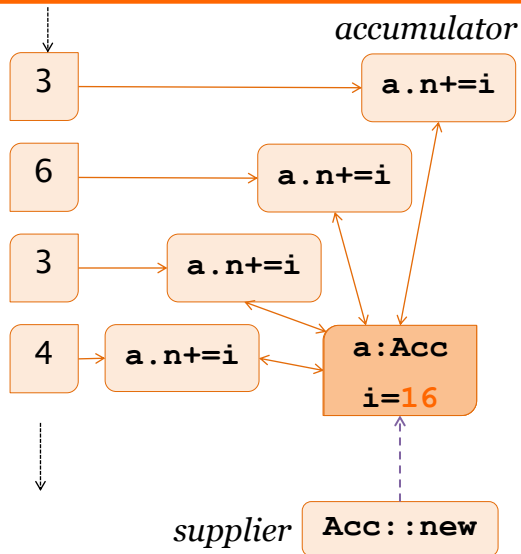 accumulator
3
a.n+=i
6
a.n+=i
3
a.n+=i
4
a.n+=i
a:Acc
i=16
supplier
Acc::new